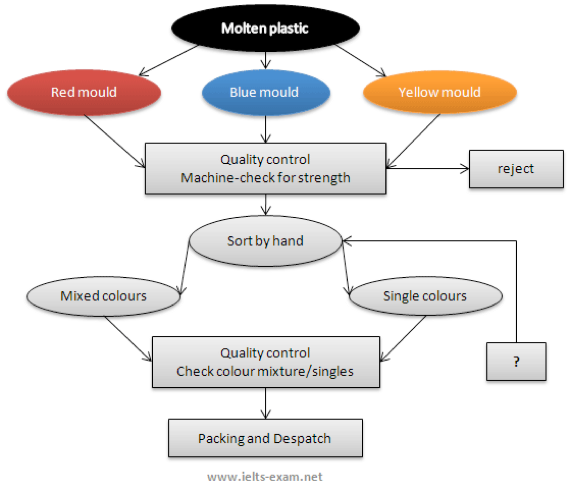 Molten plastic
Red mould
Blue mould
Yellow mould
Quality control
Machine-check for strength
reject
Sort by hand
Mixed colours
Single colours
Quality control
Check colour mixture/singles
?
Packing and Despatch
www.ielts-exam.net